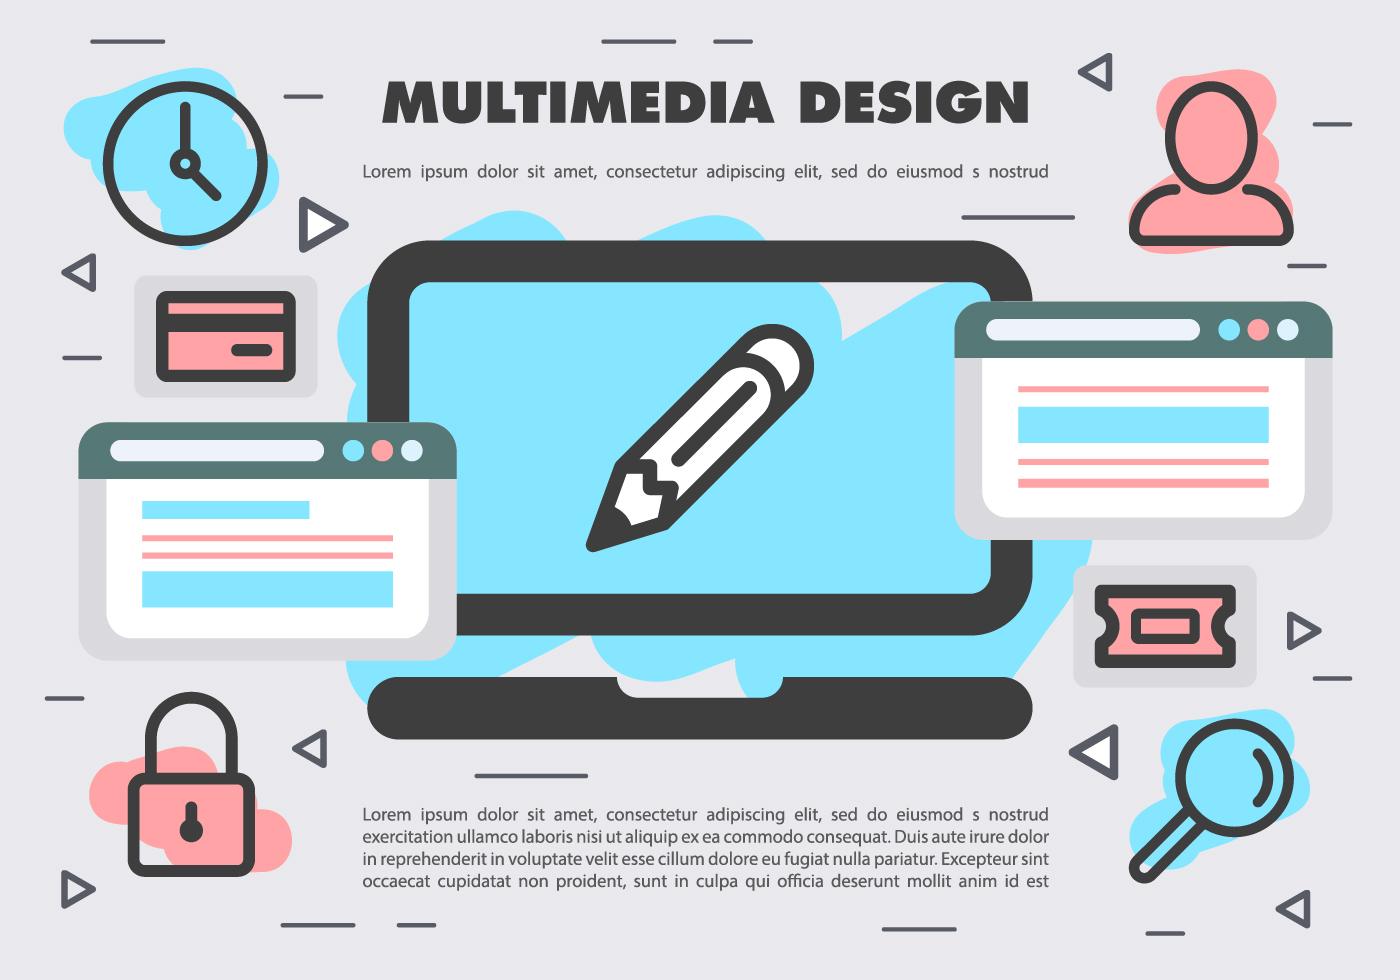 MULTIMEDIA DESIGN
Lorem ipsum dolor sit amet, consectetur adipiscing elit, sed do eiusmod s nostrud
Lorem ipsum dolor sit amet, consectetur adipiscing elit, sed do eiusmod s nostrud
exercitation ullamco laboris nisi ut aliquip ex ea commodo consequat. Duis aute irure dolor
in reprehenderit in voluptate velit esse cillum dolore eu fugiat nulla pariatur. Excepteur sint
occaecat cupidatat non proident, sunt in culpa qui officia deserunt mollit anim id est